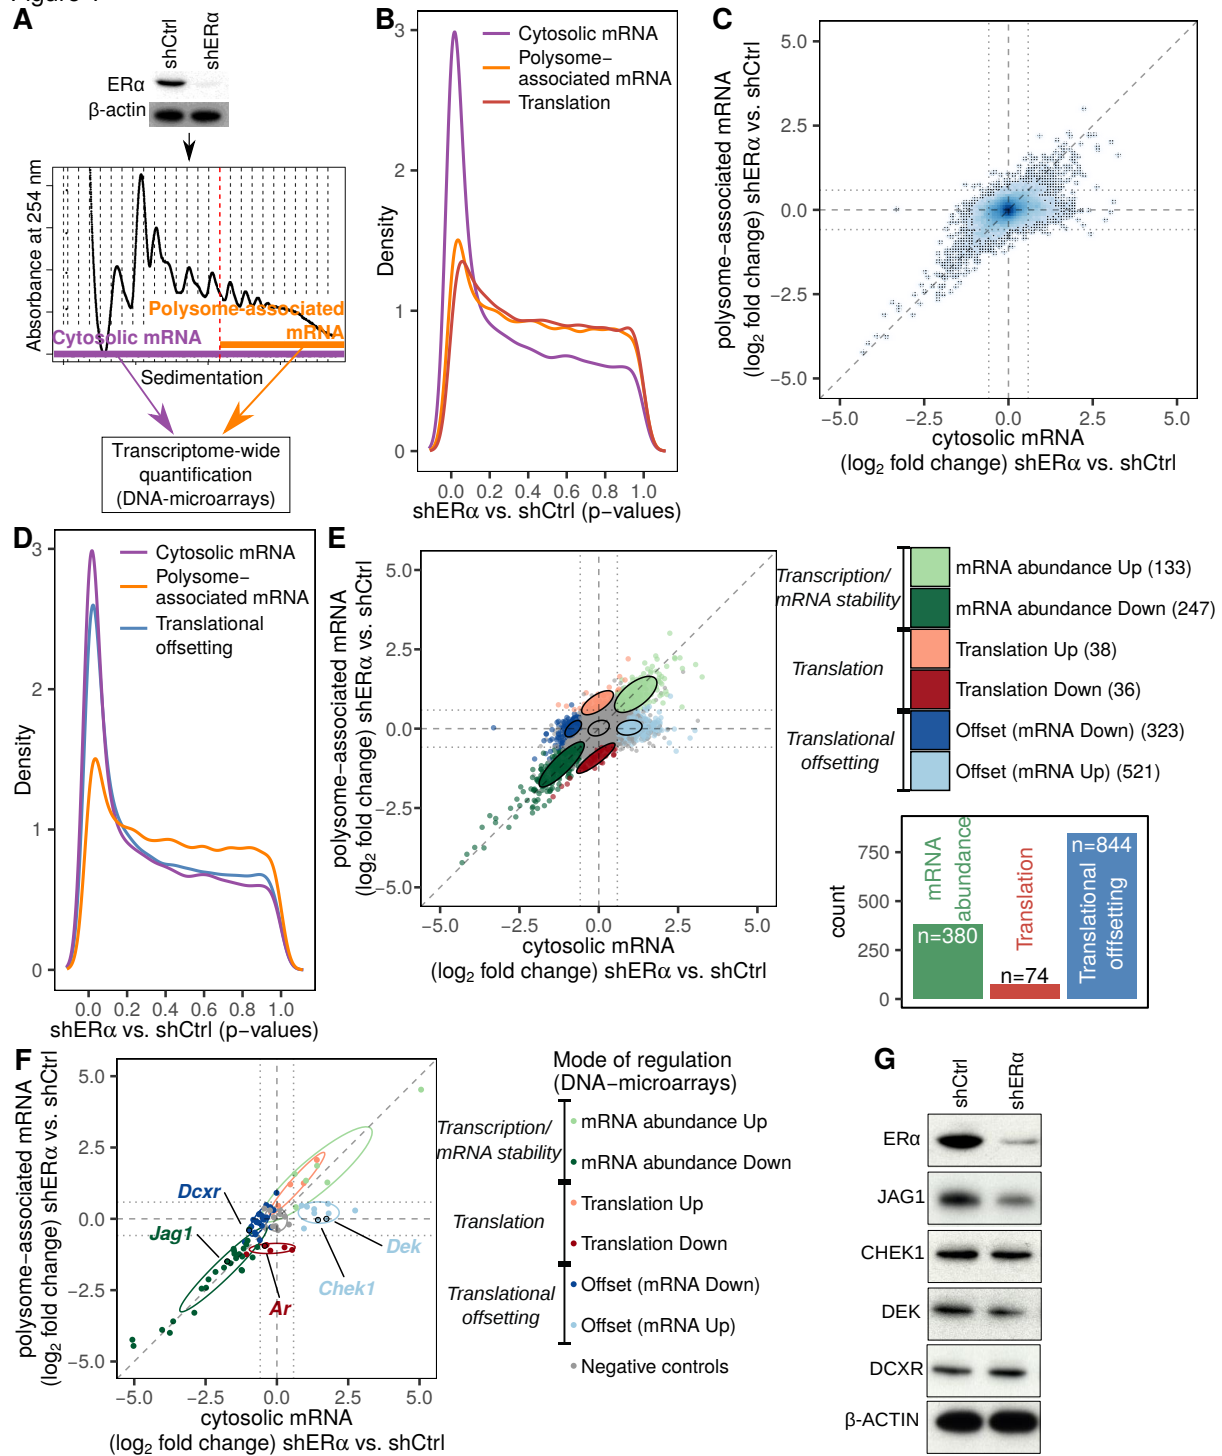 A
shCtrl
shERα
ERα
β-actin
Absorbance at 254 nm
Polysome-associated
mRNA
Cytosolic mRNA
Sedimentation
Transcriptome-wide
quantification
(DNA-microarrays)
B
Cytosolic mRNA
Polysome−
associated mRNA
Translation
Density
3
2
1
0
0.0 0.2 0.4 0.6 0.8 1.0
shERα vs. shCtrl (p−values)
C
polysome−associated mRNA
(log2 fold change) shERα vs. shCtrl
5.0
2.5
0.0
−2.5
−5.0
−5.0 −2.5 0.0 2.5 5.0
cytosolic mRNA
(log2 fold change) shERα vs. shCtrl
D
Cytosolic mRNA
Polysome−
associated mRNA
Translational
offsetting
Density
3
2
1
0
0.0 0.2 0.4 0.6 0.8 1.0
shERα vs. shCtrl (p−values)
E
polysome−associated mRNA
(log2 fold change) shERα vs. shCtrl
5.0
2.5
0.0
−2.5
−5.0
−5.0 −2.5 0.0 2.5 5.0
cytosolic mRNA
(log2 fold change) shERα vs. shCtrl
Transcription/
mRNA stability
Translation
Translational
offsetting
mRNA abundance Up (133)
mRNA abundance Down (247)
Translation Up (38)
Translation Down (36)
Offset (mRNA Down) (323)
Offset (mRNA Up) (521)
count
750
500
250
0
mRNA
abundance
n=380
Translation
n=74
n=844
Translational
offsetting
F
polysome−associated mRNA
(log2 fold change) shERα vs. shCtrl
5.0
2.5
0.0
−2.5
−5.0
Dcxr
Jag1
Ar
Dek
Chek1
−5.0 −2.5 0.0 2.5 5.0
cytosolic mRNA
(log2 fold change) shERα vs. shCtrl
Mode of regulation
(DNA−microarrays)
Transcription/
mRNA stability
Translation
Translational
offsetting
mRNA abundance Up
mRNA abundance Down
Translation Up
Translation Down
Offset (mRNA Down)
Offset (mRNA Up)
Negative controls
G
shCtrl
shERα
ERα
JAG1
CHEK1
DEK
DCXR
β-ACTIN